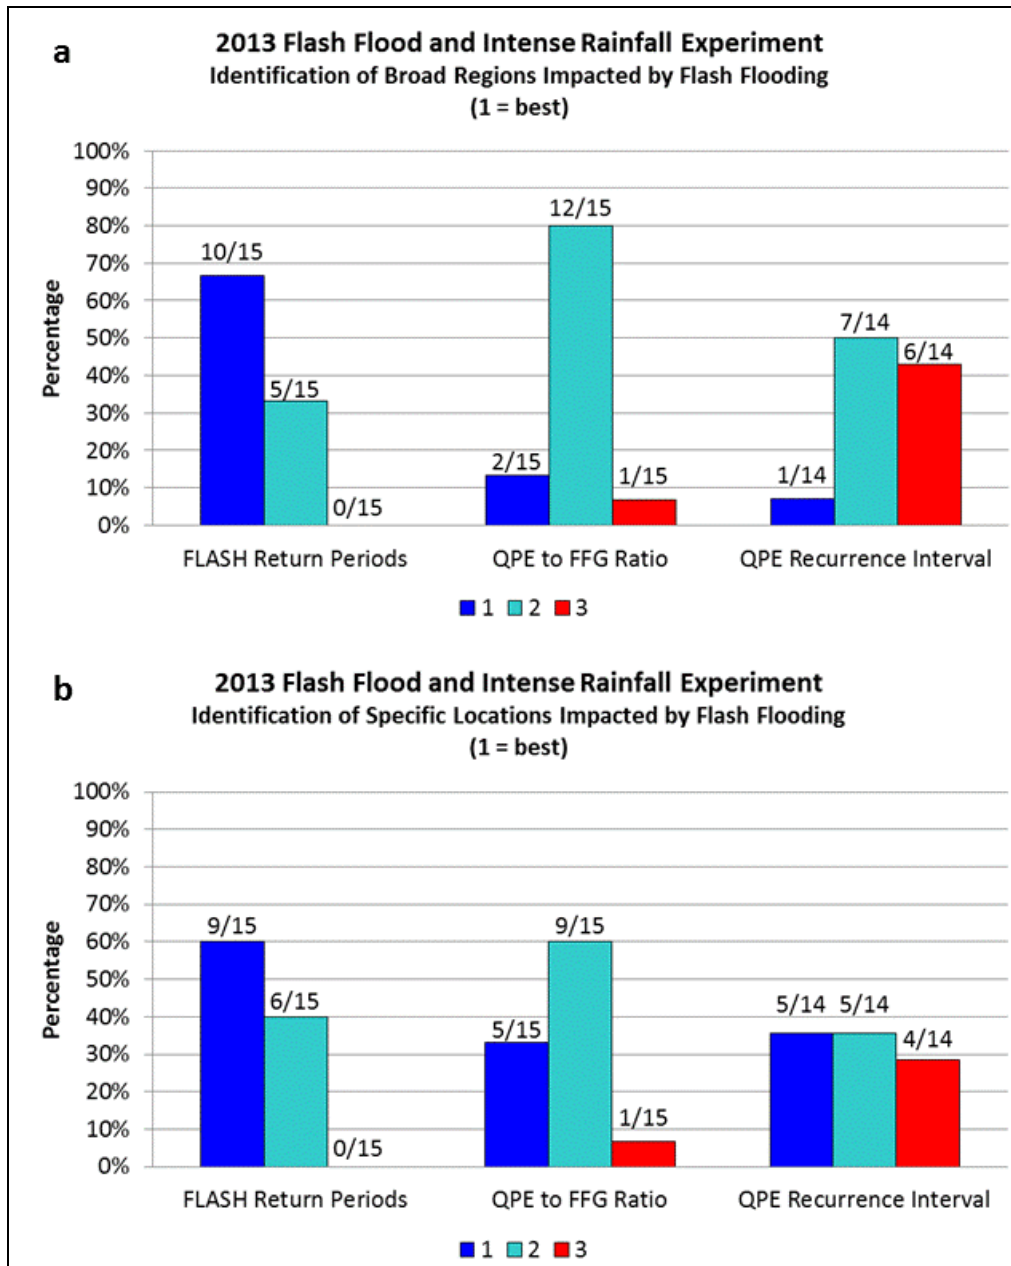 a
2013 Flash Flood and Intense Rainfall Experiment
Identification of Broad Regions Impacted by Flash Flooding
(1 = best)
Percentage
100%
90%
80%
70%
60%
50%
40%
30%
20%
10%
0%
10/15
5/15
0/15
2/15
12/15
1/15
1/14
7/14
6/14
FLASH Return Periods
QPE to FFG Ratio
QPE Recurrence Interval
1 2 3
b
2013 Flash Flood and Intense Rainfall Experiment
Identification of Specific Locations Impacted by Flash Flooding
(1 = best)
Percentage
100%
90%
80%
70%
60%
50%
40%
30%
20%
10%
0%
9/15
6/15
0/15
5/15
9/15
1/15
5/14
5/14
4/14
FLASH Return Periods
QPE to FFG Ratio
QPE Recurrence Interval
1 2 3